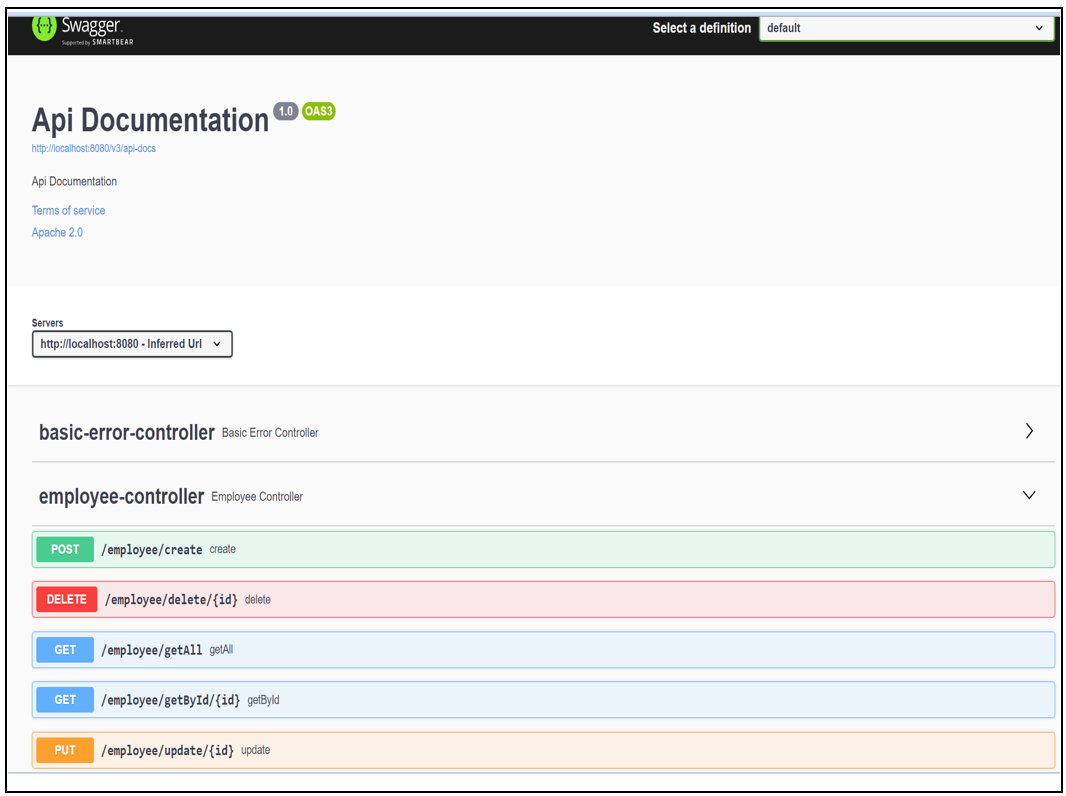 {···} Swagger.
Supported by SMARTBEAR
Select a definition default
Api Documentation 1.0 OAS3
http://localhost:8080/v3/api-docs
Api Documentation
Terms of service
Apache 2.0
Servers
http://localhost:8080 - Inferred Url
basic-error-controller Basic Error Controller
employee-controller Employee Controller
POST /employee/create create
DELETE /employee/delete/{id} delete
GET /employee/getAll getAll
GET /employee/getById/{id} getById
PUT /employee/update/{id} update